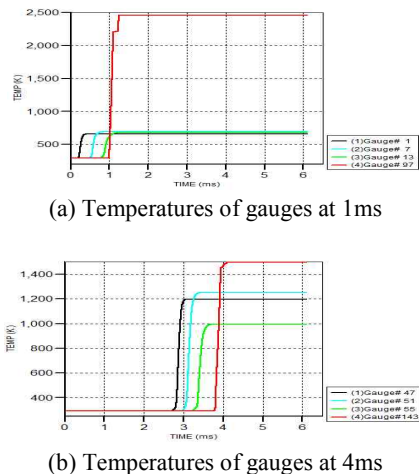 2,500
2,000
1,500
1,000
500
TEMP(K)
0 1 2 3 4 5 6
TIME (ms)
(1)Gauge# 1
(2)Gauge# 7
(3)Gauge# 13
(4)Gauge# 97
(a) Temperatures of gauges at 1ms
1,400
1,200
1,000
800
600
400
TEMP(K)
0 1 2 3 4 5 6
TIME (ms)
(1)Gauge# 47
(2)Gauge# 51
(3)Gauge# 55
(4)Gauge#143
(b) Temperatures of gauges at 4ms